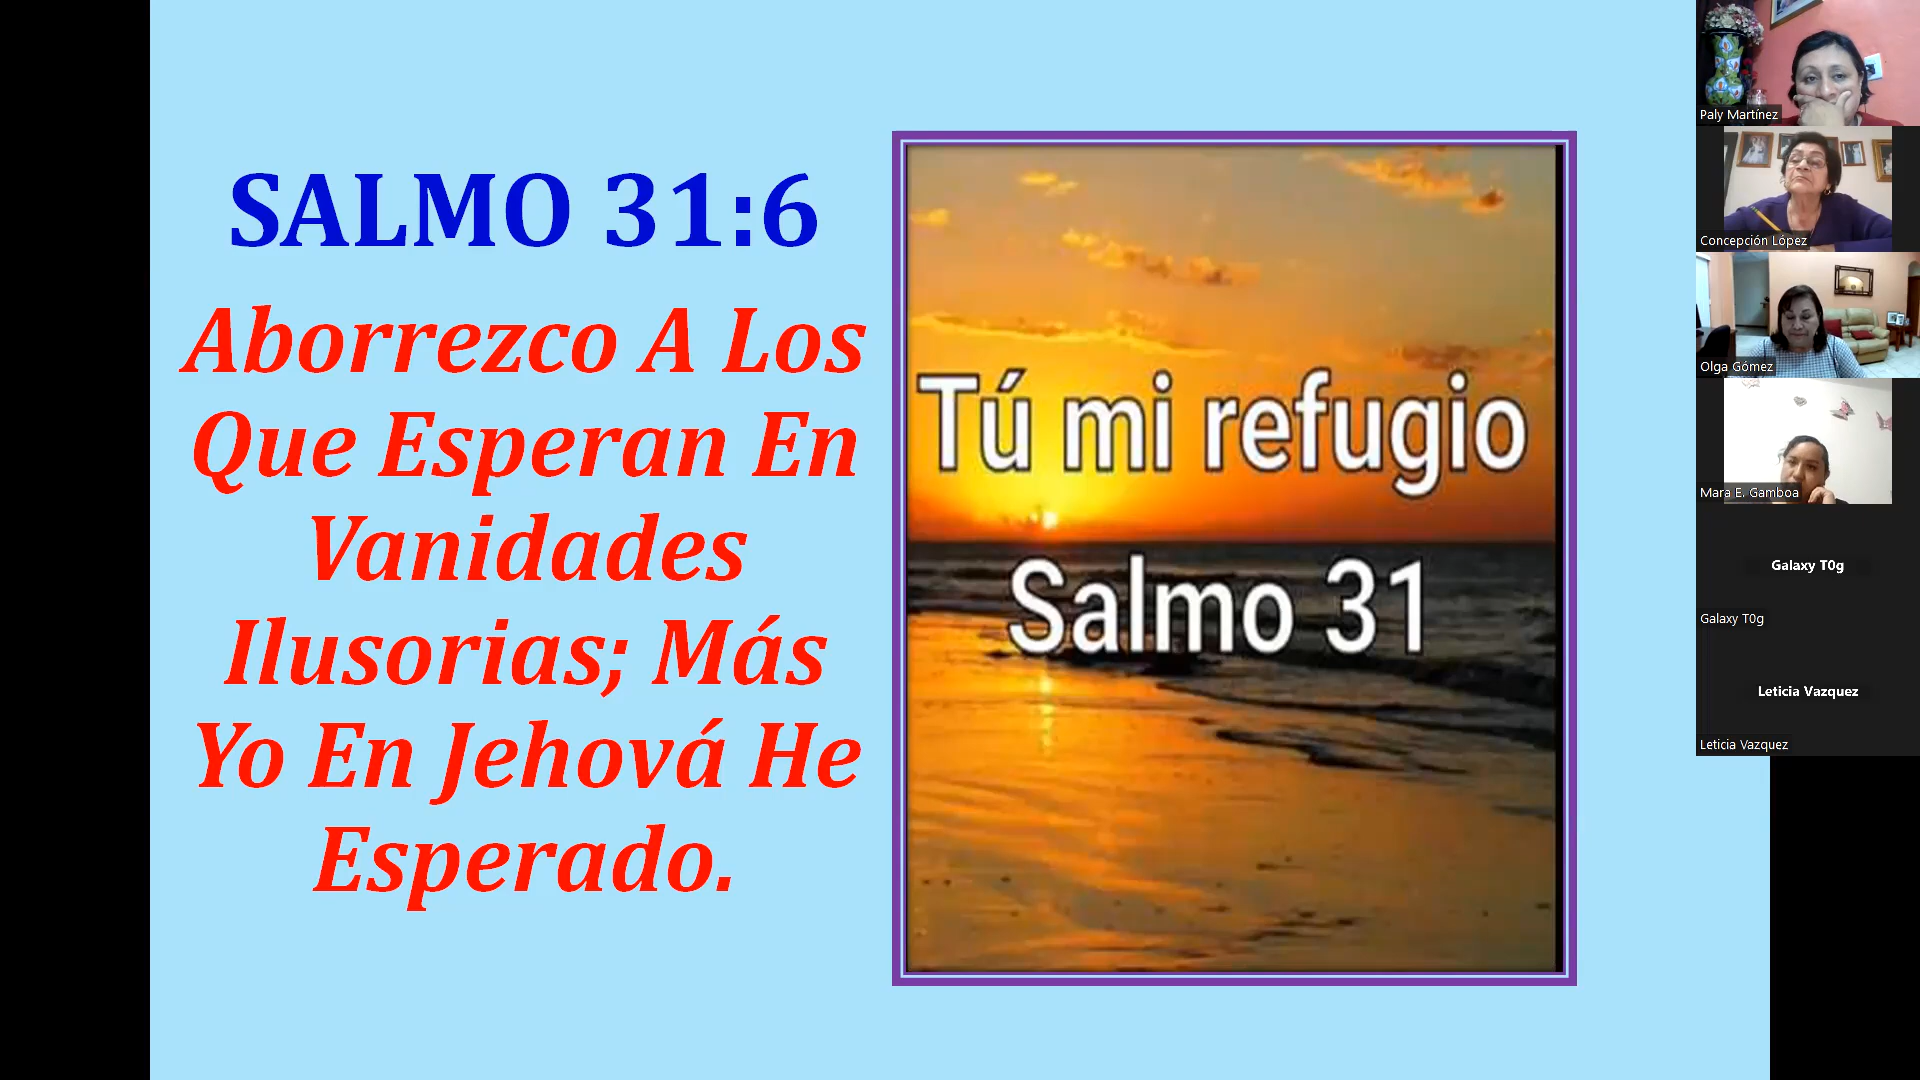 SALMO 31:6
Aborrezco A Los
Que Esperan En
Vanidades
Ilusorias; Más
Yo En Jehová He
Esperado.
Tú mi refugio
Salmo 31
Paly Martínez
Concepción López
Olga Gómez
Mara E. Gamboa
Galaxy T0g
Galaxy T0g
Leticia Vazquez
Leticia Vazquez